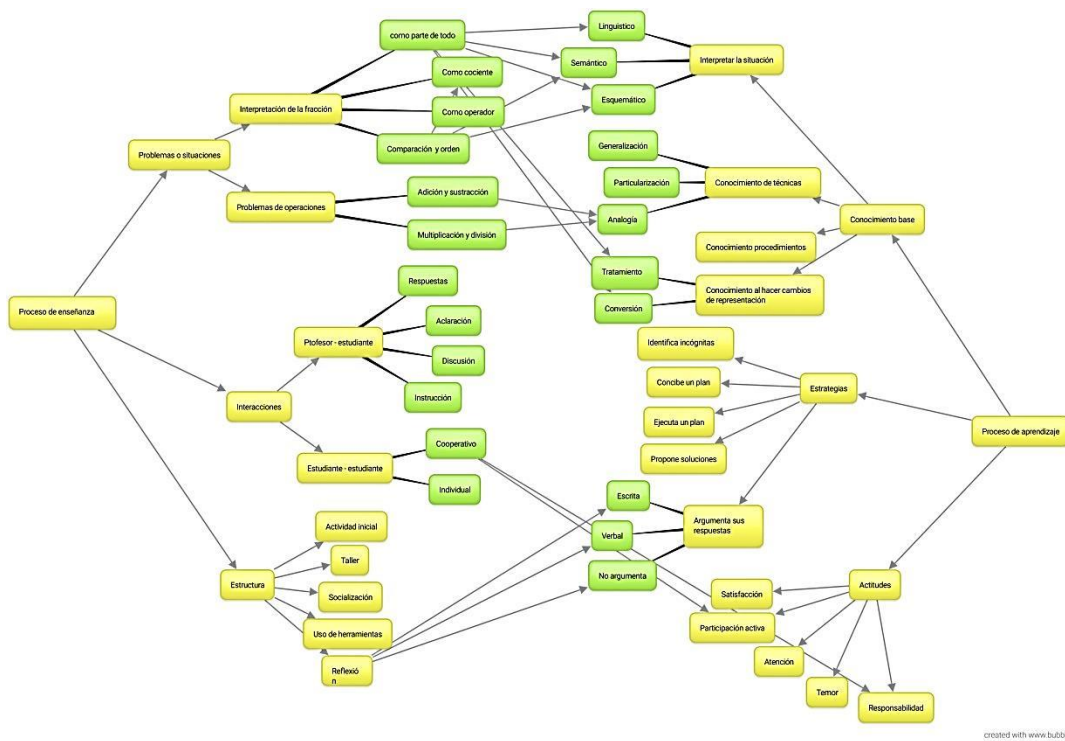 como parte de todo
Linguistico
Como cociente
Semántico
Interpretar la situación
Interpretación de la fracción
Como operador
Esquemático
Problemas o situaciones
Comparación y orden
Generalización
Adición y sustracción
Particularización
Conocimiento de técnicas
Problemas de operaciones
Analogía
Conocimiento base
Multiplicación y división
Conocimiento procedimientos
Respuestas
Tratamiento
Conocimiento al hacer cambios
de representación
Conversión
Proceso de enseñanza
Aclaración
Ptofesor - estudiante
Identifica incógnitas
Discusión
Concibe un plan
Estrategias
Instrucción
Interacciones
Ejecuta un plan
Proceso de aprendizaje
Cooperativo
Propone soluciones
Estudiante - estudiante
Individual
Escrita
Argumenta sus
respuestas
Actividad inicial
Verbal
Taller
No argumenta
Estructura
Actitudes
Socialización
Satisfacción
Uso de herramientas
Participación activa
Reflexió
n
Atención
Temor
Responsabilidad
created with www.bubb